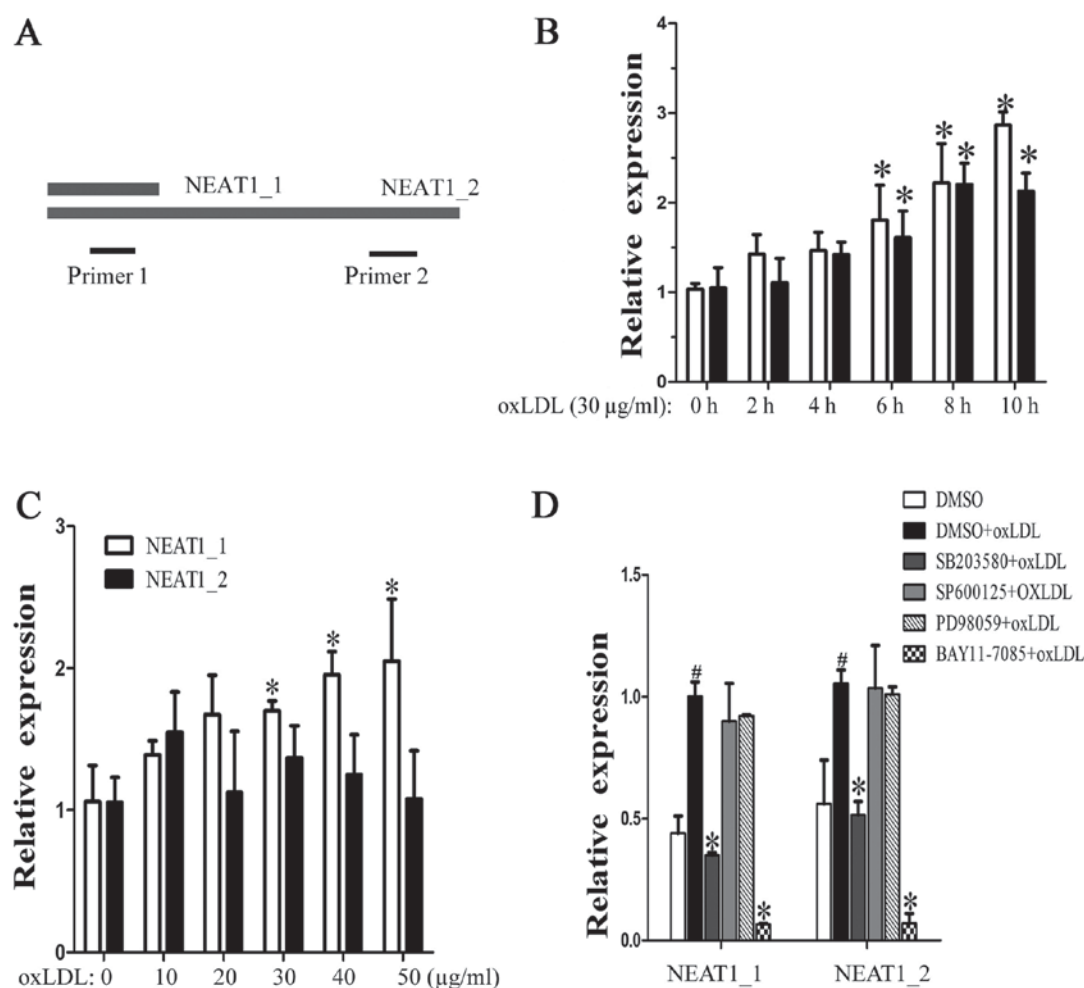 A
NEAT1_1
NEAT1_2
Primer 1
Primer 2
B
Relative expression
4
3
2
1
0
oxLDL (30 µg/ml): 0 h 2 h 4 h 6 h 8 h 10 h
* * * * * *
C
Relative expression
3
2
1
0
NEAT1_1
NEAT1_2
* * *
oxLDL: 0 10 20 30 40 50 (µg/ml)
D
DMSO
DMSO+oxLDL
SB203580+oxLDL
SP600125+OXLDL
PD98059+oxLDL
BAY11-7085+oxLDL
Relative expression
1.5
1.0
0.5
0.0
# * * # * *
NEAT1_1 NEAT1_2